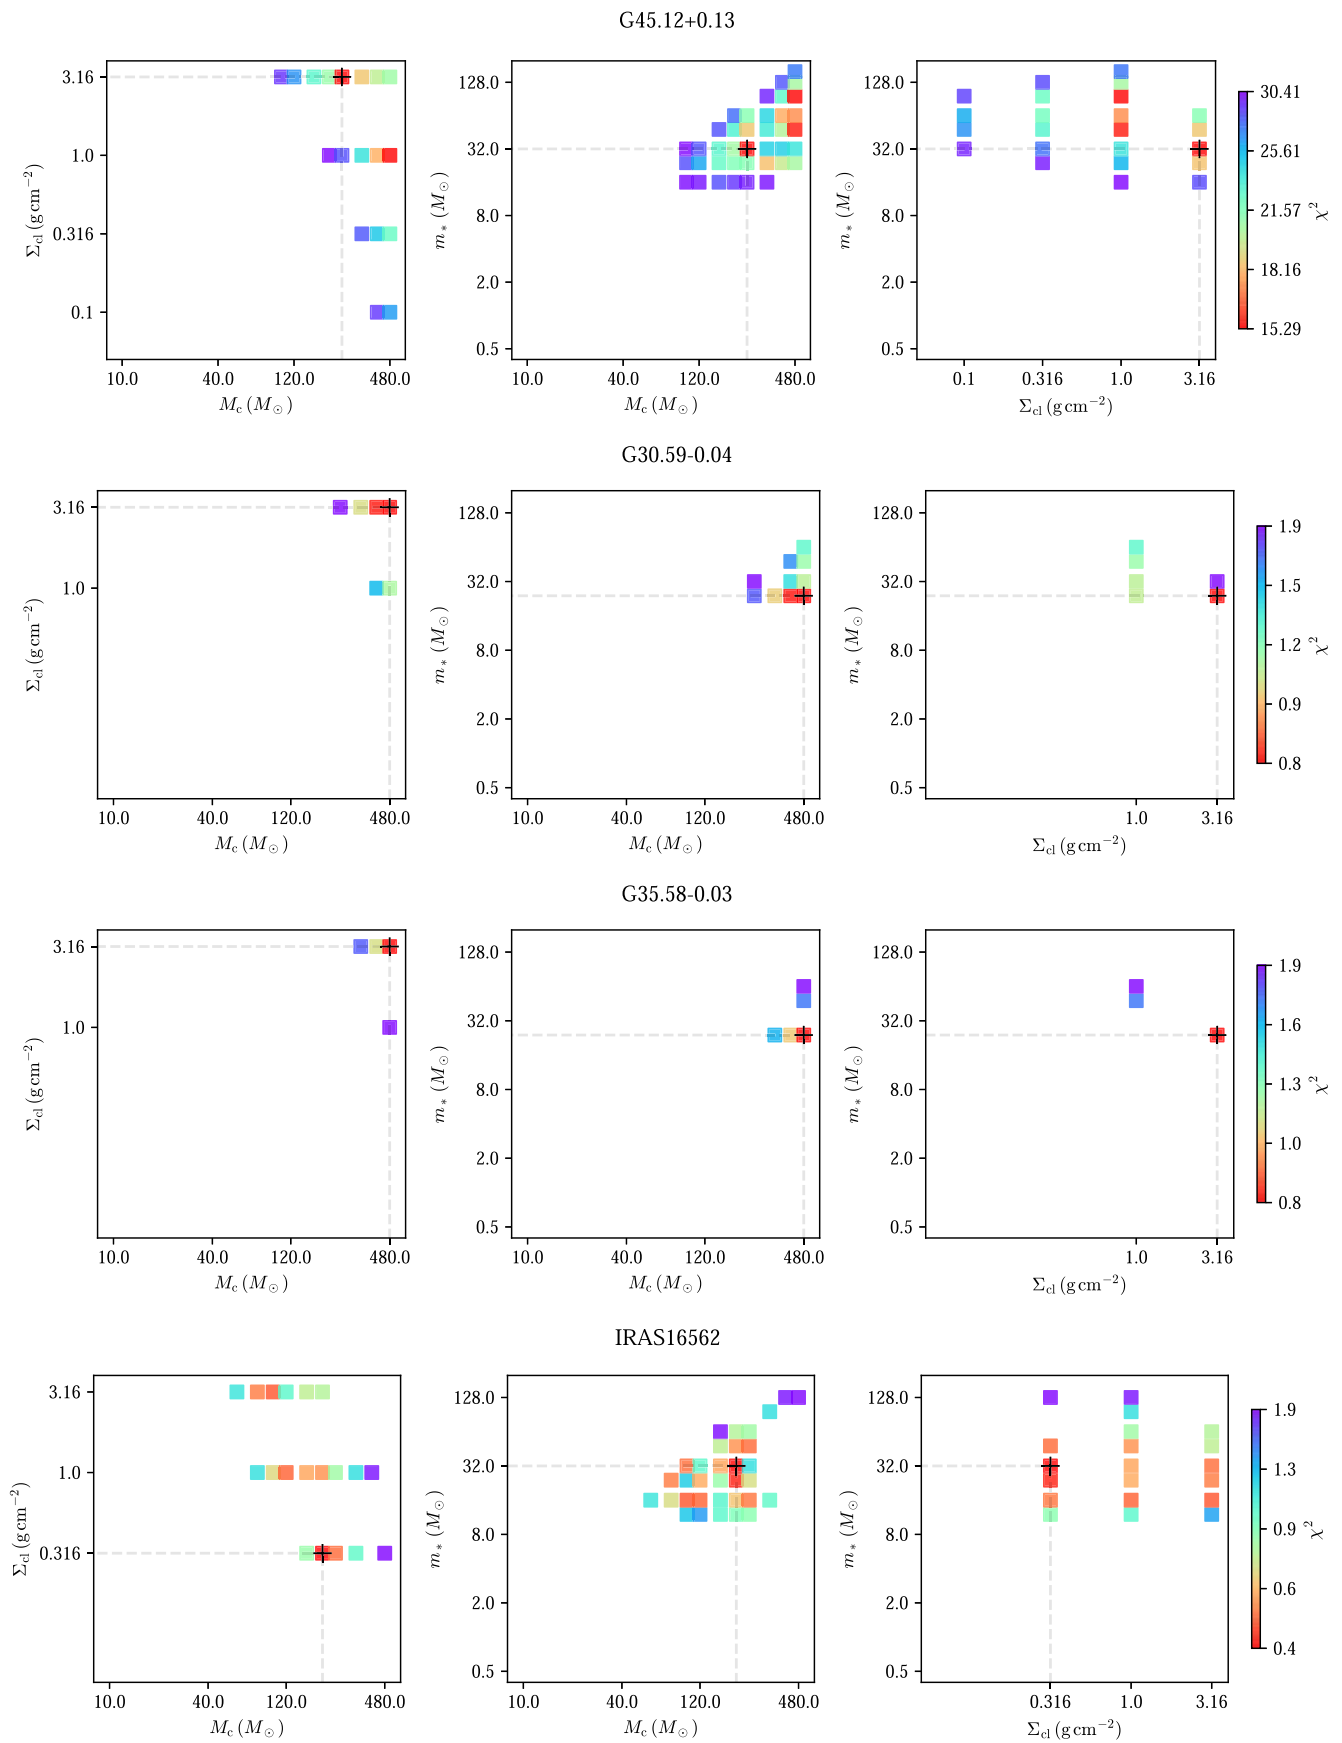 G45.12+0.13
3.16
1.0
0.316
0.1
Σcl (g cm−2)
10.0 40.0 120.0 480.0
Mc (M⊙)
128.0
32.0
8.0
2.0
0.5
m* (M⊙)
10.0 40.0 120.0 480.0
Mc (M⊙)
128.0
32.0
8.0
2.0
0.5
m* (M⊙)
0.1 0.316 1.0 3.16
Σcl (g cm−2)
30.41
25.61
21.57
18.16
15.29
χ2
G30.59-0.04
3.16
1.0
Σcl (g cm−2)
10.0 40.0 120.0 480.0
Mc (M⊙)
128.0
32.0
8.0
2.0
0.5
m* (M⊙)
10.0 40.0 120.0 480.0
Mc (M⊙)
128.0
32.0
8.0
2.0
0.5
m* (M⊙)
1.0 3.16
Σcl (g cm−2)
1.9
1.5
1.2
0.9
0.8
χ2
G35.58-0.03
3.16
1.0
Σcl (g cm−2)
10.0 40.0 120.0 480.0
Mc (M⊙)
128.0
32.0
8.0
2.0
0.5
m* (M⊙)
10.0 40.0 120.0 480.0
Mc (M⊙)
128.0
32.0
8.0
2.0
0.5
m* (M⊙)
1.0 3.16
Σcl (g cm−2)
1.9
1.6
1.3
1.0
0.8
χ2
IRAS16562
3.16
1.0
0.316
Σcl (g cm−2)
10.0 40.0 120.0 480.0
Mc (M⊙)
128.0
32.0
8.0
2.0
0.5
m* (M⊙)
10.0 40.0 120.0 480.0
Mc (M⊙)
128.0
32.0
8.0
2.0
0.5
m* (M⊙)
0.316 1.0 3.16
Σcl (g cm−2)
1.9
1.3
0.9
0.6
0.4
χ2